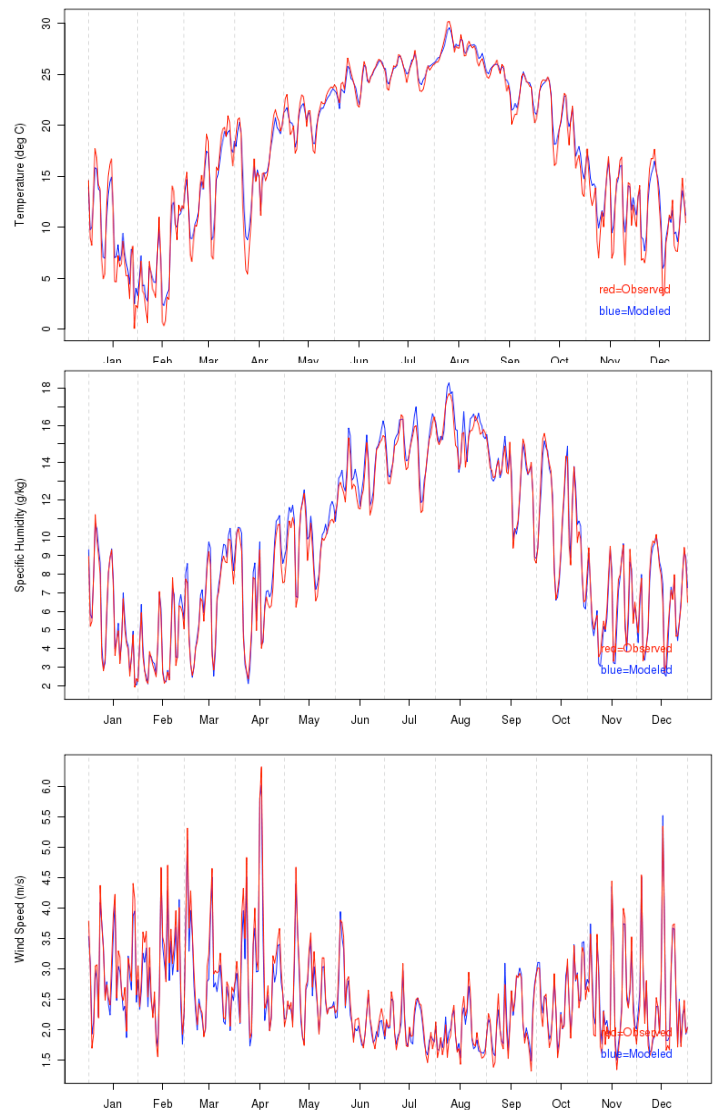 30
25
20
15
10
5
0
Temperature (deg C)
red=Observed
blue=Modeled
Jan Feb Mar Apr May Jun Jul Aug Sep Oct Nov Dec
18
16
14
12
10
9
8
7
6
5
4
3
2
Specific Humidity (g/kg)
red=Observed
blue=Modeled
Jan Feb Mar Apr May Jun Jul Aug Sep Oct Nov Dec
6.0
5.5
5.0
4.5
4.0
3.5
3.0
2.5
2.0
1.5
Wind Speed (m/s)
red=Observed
blue=Modeled
Jan Feb Mar Apr May Jun Jul Aug Sep Oct Nov Dec